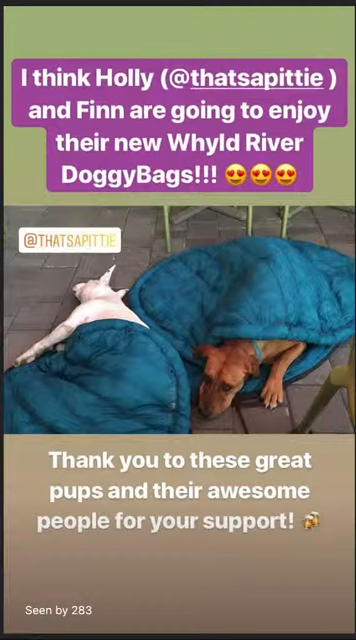 I think Holly (@thatsapittie )
and Finn are going to enjoy
their new Whyld River
DoggyBags!!! 😍😍😍
@THATSAPITTIE
Thank you to these great
pups and their awesome
people for your support! 🐝
Seen by 283